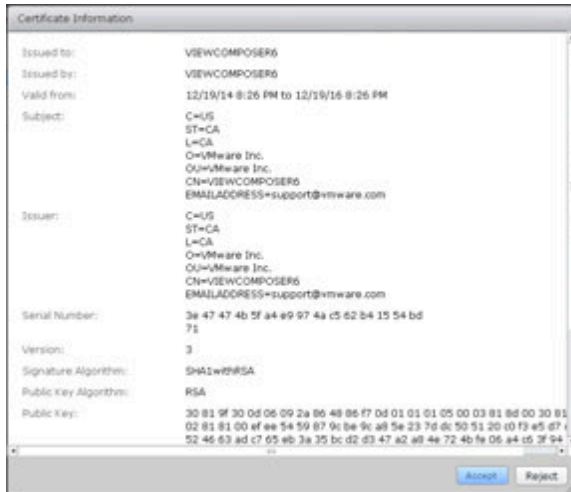 Certificate Information
Issued to: VIEWCOMPOSER6
Issued by: VIEWCOMPOSER6
Valid from: 12/19/14 8:26 PM to 12/19/16 8:26 PM
Subject: C=US
ST=CA
L=CA
O=VMware Inc.
OU=VMware Inc.
CN=VIEWCOMPOSER6
EMAILADDRESS=support@vmware.com
Issuer: C=US
ST=CA
L=CA
O=VMware Inc.
OU=VMware Inc.
CN=VIEWCOMPOSER6
EMAILADDRESS=support@vmware.com
Serial Number: 3e 47 47 4b 5f a4 e9 97 4a c5 62 b4 15 54 bd
71
Version: 3
Signature Algorithm: SHA1withRSA
Public Key Algorithm: RSA
Public Key: 30 81 9f 30 0d 06 09 2a 86 48 86 f7 0d 01 01 01 05 00 03 81 8d 00 30 81
02 81 81 00 ef ee 54 59 87 9c be 9c a8 5e 23 7d dc 50 51 20 c0 f3 e5 d7
52 46 63 ad c7 65 eb 3a 35 bc d2 d3 47 a2 a8 4e 72 4b fe 06 a4 c6 3f 94
Accept Reject